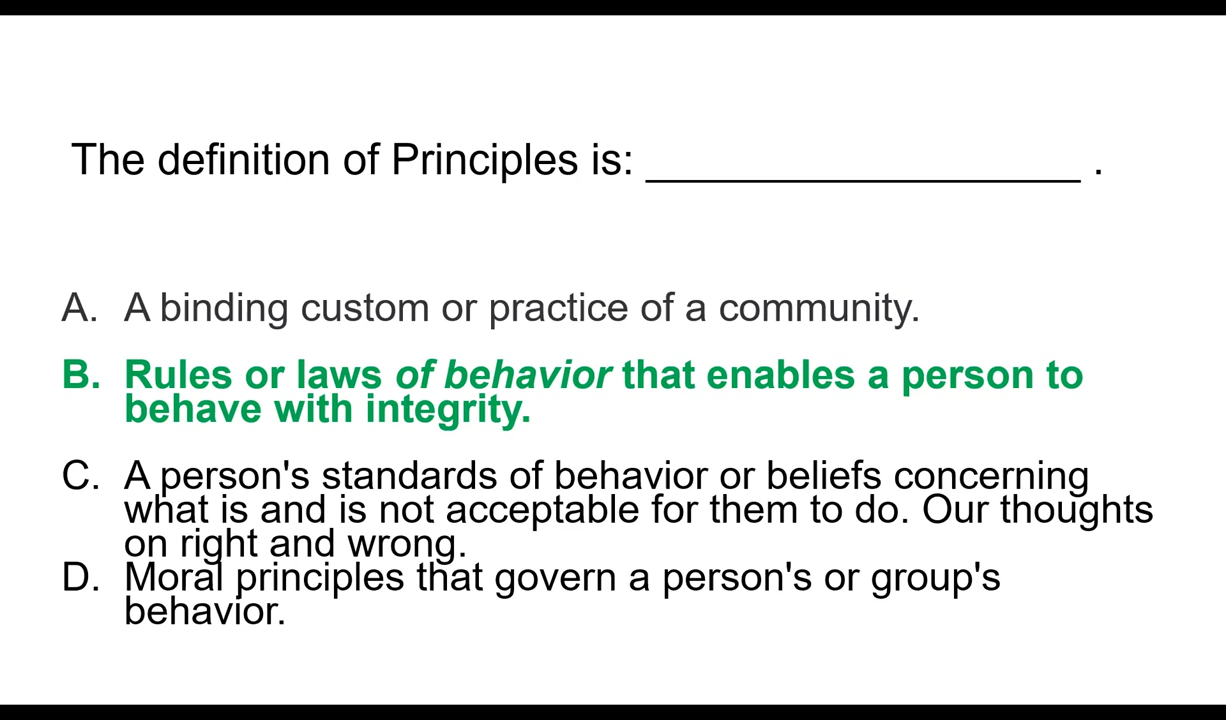 The definition of Principles is: ____________________ .
A. A binding custom or practice of a community.
B. Rules or laws of behavior that enables a person to
behave with integrity.
C. A person's standards of behavior or beliefs concerning
what is and is not acceptable for them to do. Our thoughts
on right and wrong.
D. Moral principles that govern a person's or group's
behavior.